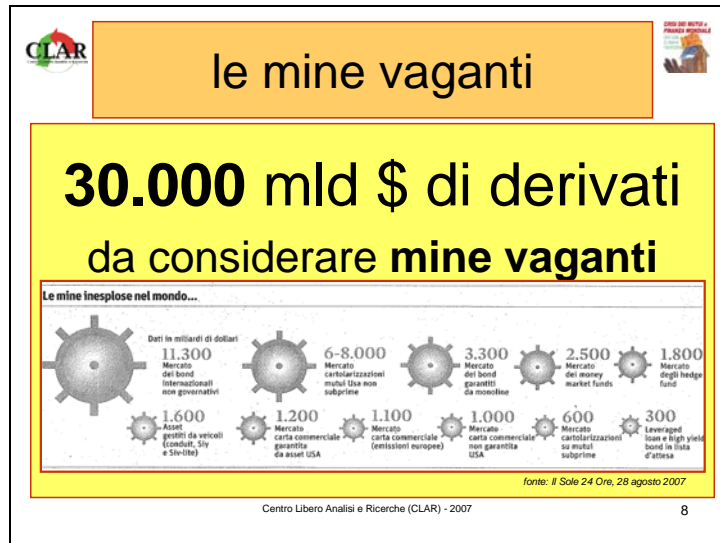 CLAR
CRISI DEI MUTUI e
FINANZA MONDIALE
le mine vaganti
30.000 mld $ di derivati
da considerare mine vaganti
Le mine inesplose nel mondo...
Dati in miliardi di dollari
11.300
Mercato
dei bond
internazionali
non governativi
6-8.000
Mercato
cartolarizzazioni
mutui Usa non
subprime
3.300
Mercato
dei bond
garantiti
da monoline
2.500
Mercato
dei money
market funds
1.800
Mercato
degli hedge
fund
1.600
Asset
gestiti da veicoli
(conduit, Siv
e Siv-lite)
1.200
Mercato
carta commerciale
garantita
da asset USA
1.100
Mercato
carta commerciale
(emissioni europee)
1.000
Mercato
carta commerciale
non garantita
USA
600
Mercato
cartolarizzazioni
su mutui
subprime
300
Leveraged
loan e high yield
bond in lista
d'attesa
fonte: Il Sole 24 Ore, 28 agosto 2007
Centro Libero Analisi e Ricerche (CLAR) - 2007
8